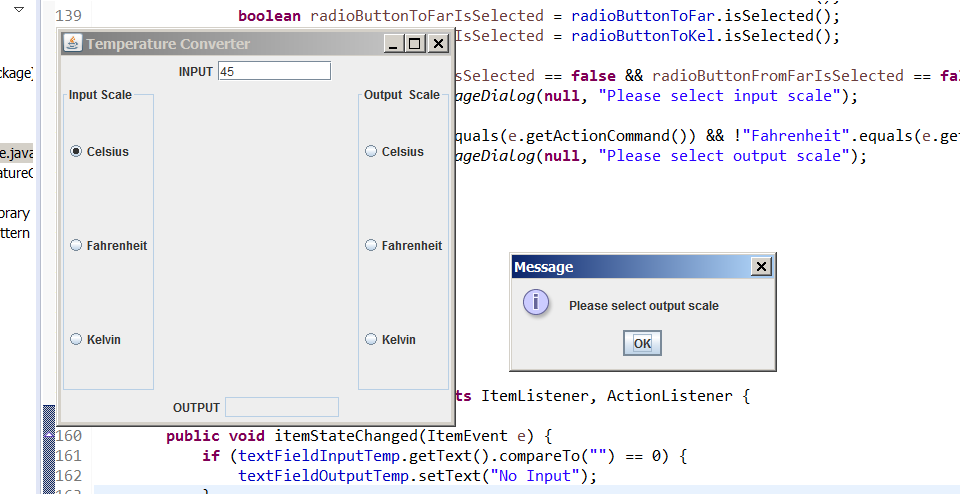 139 boolean radioButtonToFarIsSelected = radioButtonToFar.isSelected();
IsSelected = radioButtonToKel.isSelected();
Temperature Converter
INPUT 45
Input Scale
Output Scale
Celsius
Celsius
Fahrenheit
Fahrenheit
Kelvin
Kelvin
OUTPUT
sSelected == false && radioButtonFromFarIsSelected == fal
ageDialog(null, "Please select input scale");
quals(e.getActionCommand()) && !"Fahrenheit".equals(e.get
ageDialog(null, "Please select output scale");
ckage]
e.java
atureC
orary
ttern
Message
Please select output scale
OK
ts ItemListener, ActionListener {
160 public void itemStateChanged(ItemEvent e) {
161 if (textFieldInputTemp.getText().compareTo("") == 0) {
162 textFieldOutputTemp.setText("No Input");